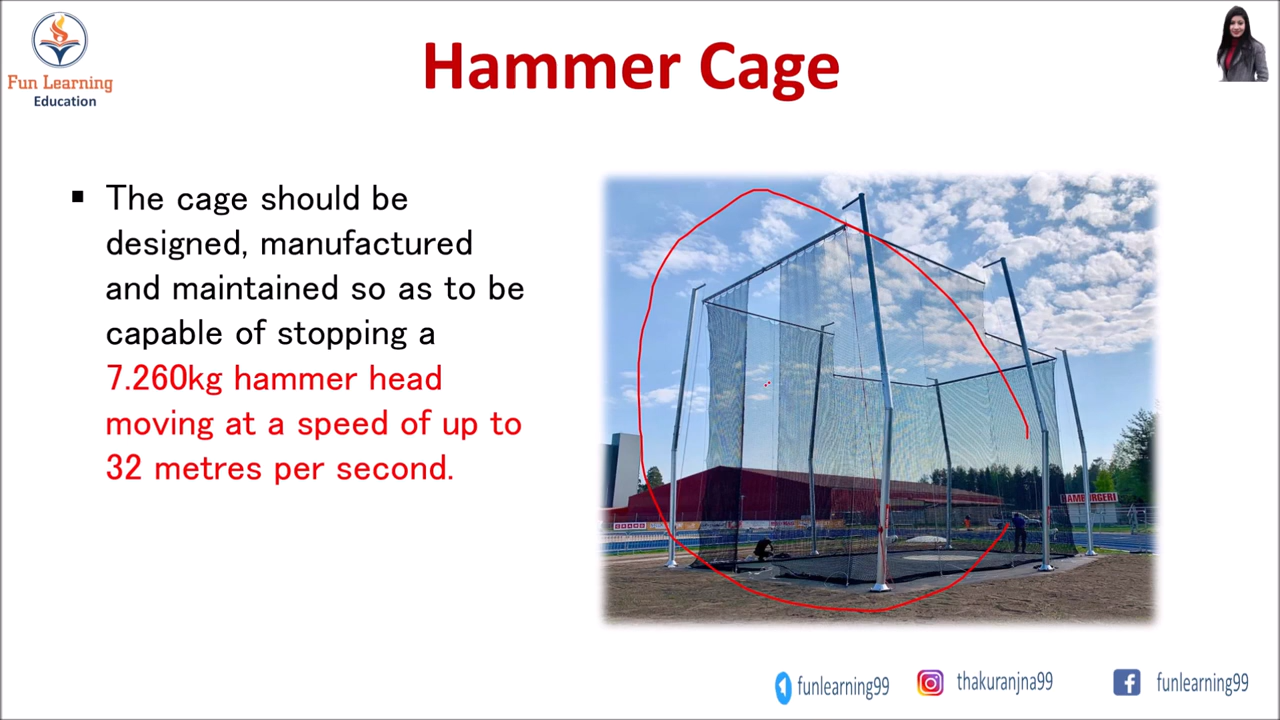 Hammer Cage
Fun Learning
Education
▪ The cage should be
designed, manufactured
and maintained so as to be
capable of stopping a
7.260kg hammer head
moving at a speed of up to
32 metres per second.
HAMBURGERI
funlearning99
thakuranjna99
funlearning99